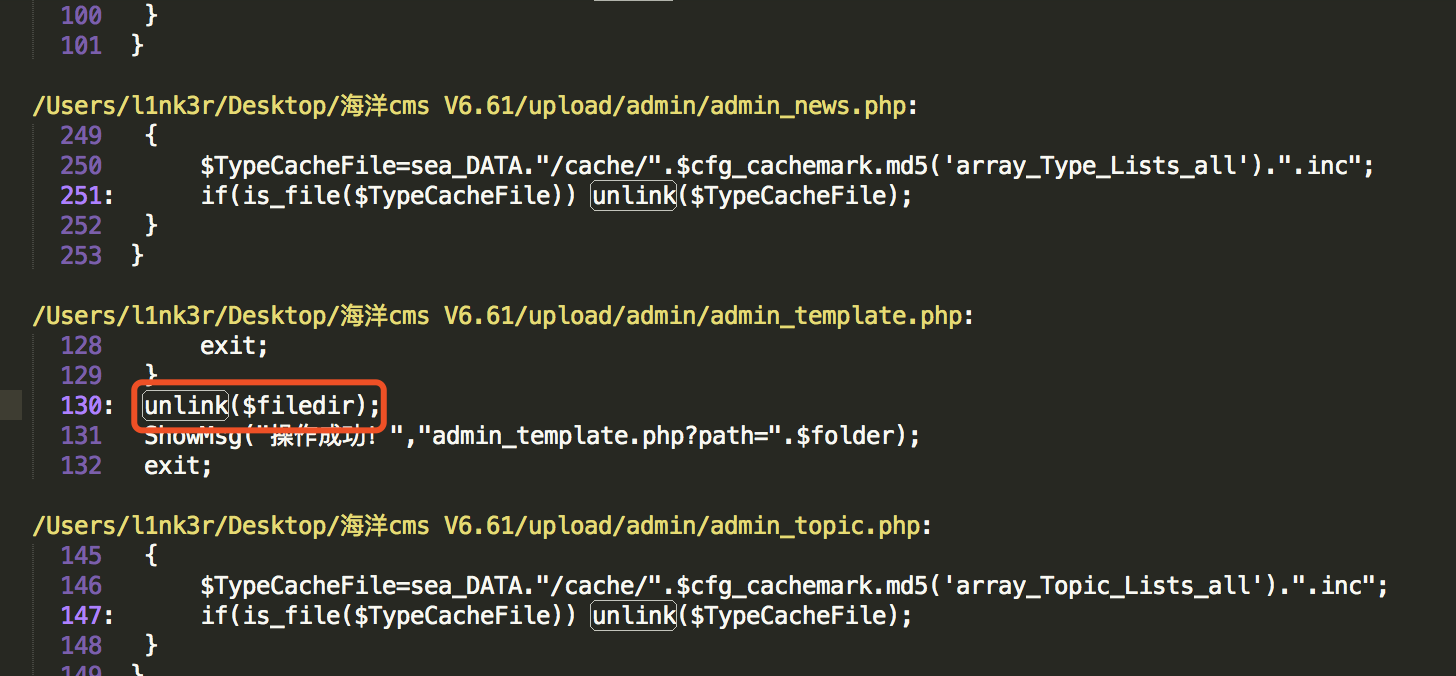 100 }
101 }
/Users/l1nk3r/Desktop/海洋cms V6.61/upload/admin/admin_news.php:
249 {
250 $TypeCacheFile=sea_DATA."/cache/".$cfg_cachemark.md5('array_Type_Lists_all').".inc";
251: if(is_file($TypeCacheFile)) unlink($TypeCacheFile);
252 }
253 }
/Users/l1nk3r/Desktop/海洋cms V6.61/upload/admin/admin_template.php:
128 exit;
129 }
130: unlink($filedir);
131 ShowMsg("操作成功！","admin_template.php?path=".$folder);
132 exit;
/Users/l1nk3r/Desktop/海洋cms V6.61/upload/admin/admin_topic.php:
145 {
146 $TypeCacheFile=sea_DATA."/cache/".$cfg_cachemark.md5('array_Topic_Lists_all').".inc";
147: if(is_file($TypeCacheFile)) unlink($TypeCacheFile);
148 }
149 }